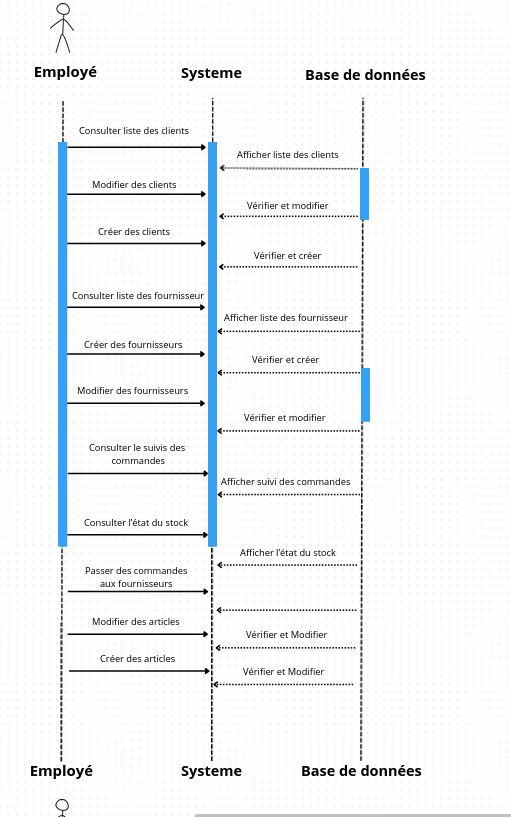 Employé
Systeme
Base de données
Consulter liste des clients
Afficher liste des clients
Modifier des clients
Vérifier et modifier
Créer des clients
Vérifier et créer
Consulter liste des fournisseur
Afficher liste des fournisseur
Créer des fournisseurs
Vérifier et créer
Modifier des fournisseurs
Vérifier et modifier
Consulter le suivis des
commandes
Afficher suivi des commandes
Consulter l'état du stock
Afficher l'état du stock
Passer des commandes
aux fournisseurs
Modifier des articles
Vérifier et Modifier
Créer des articles
Vérifier et Modifier
Employé
Systeme
Base de données